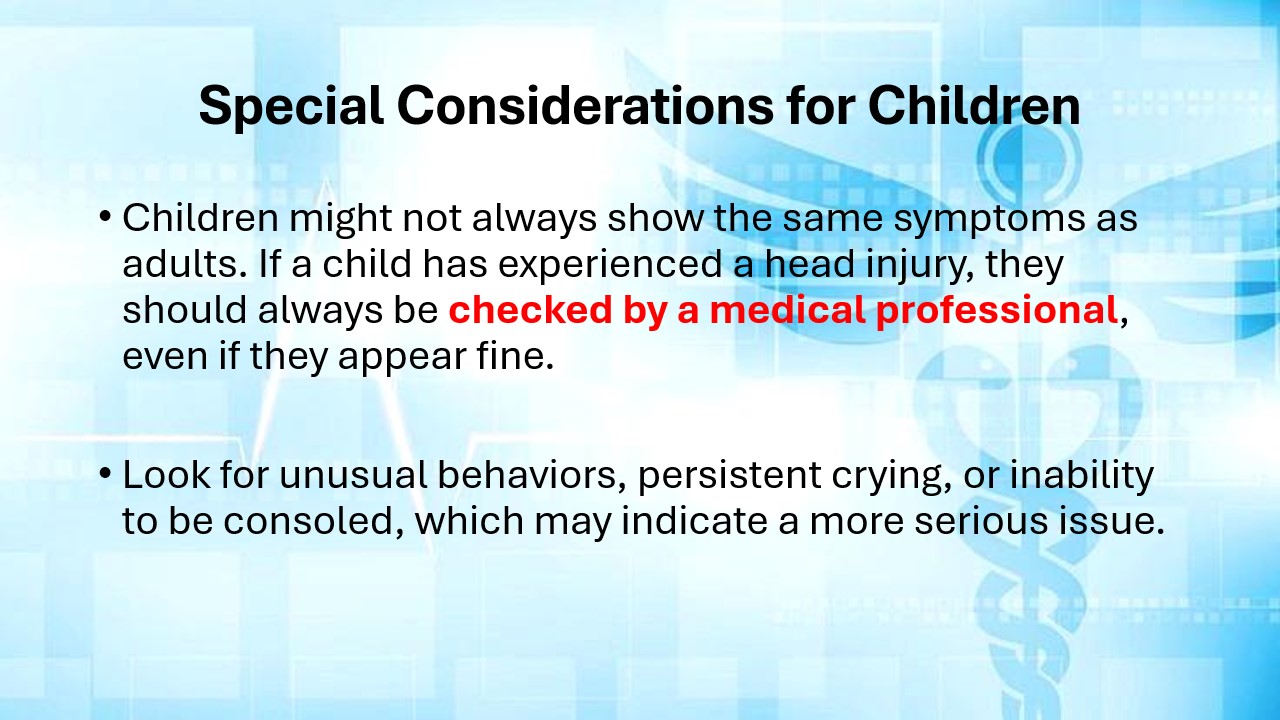 Special Considerations for Children
• Children might not always show the same symptoms as
adults. If a child has experienced a head injury, they
should always be checked by a medical professional,
even if they appear fine.
• Look for unusual behaviors, persistent crying, or inability
to be consoled, which may indicate a more serious issue.